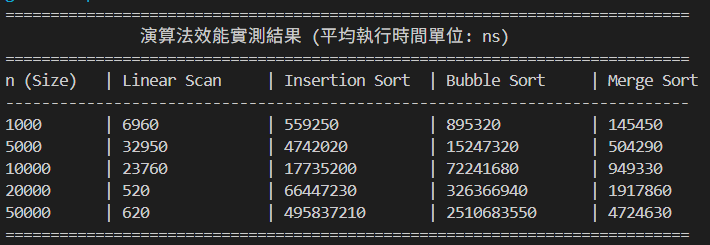 ================================================================================
演算法效能實測結果 (平均執行時間單位: ns)
================================================================================
n (Size) | Linear Scan | Insertion Sort | Bubble Sort | Merge Sort
--------------------------------------------------------------------------------
1000 | 6960 | 559250 | 895320 | 145450
5000 | 32950 | 4742020 | 15247320 | 504290
10000 | 23760 | 17735200 | 72241680 | 949330
20000 | 520 | 66447230 | 326366940 | 1917860
50000 | 620 | 495837210 | 2510683550 | 4724630
================================================================================